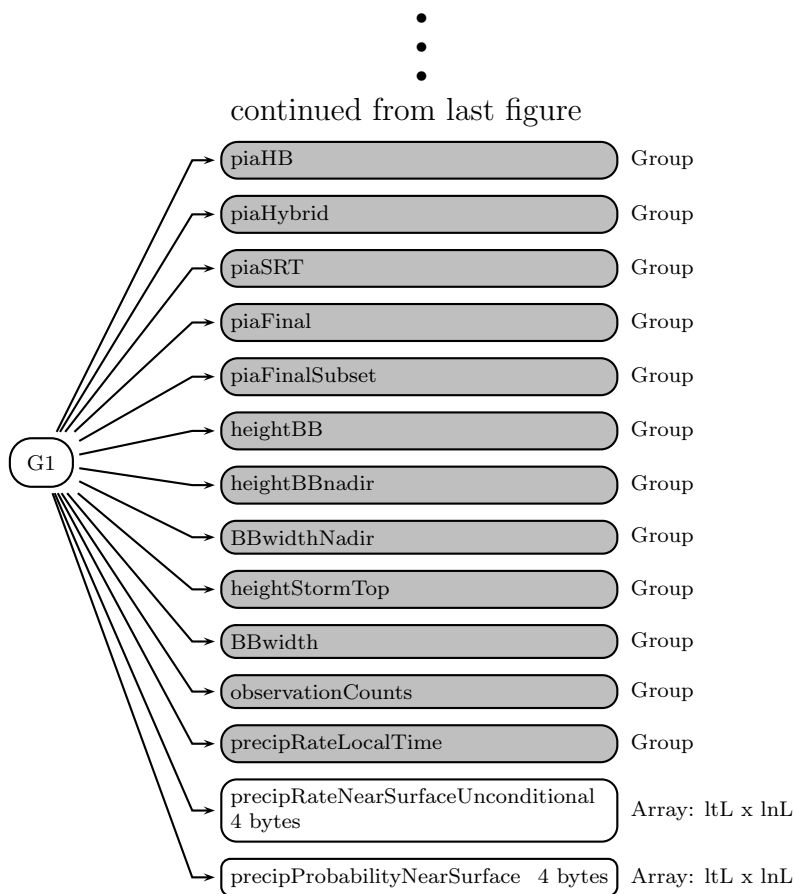 continued from last figure
piaHB Group
piaHybrid Group
piaSRT Group
piaFinal Group
piaFinalSubset Group
heightBB Group
G1
heightBBnadir Group
BBwidthNadir Group
heightStormTop Group
BBwidth Group
observationCounts Group
precipRateLocalTime Group
precipRateNearSurfaceUnconditional
4 bytes
Array: ltL x lnL
precipProbabilityNearSurface 4 bytes Array: ltL x lnL